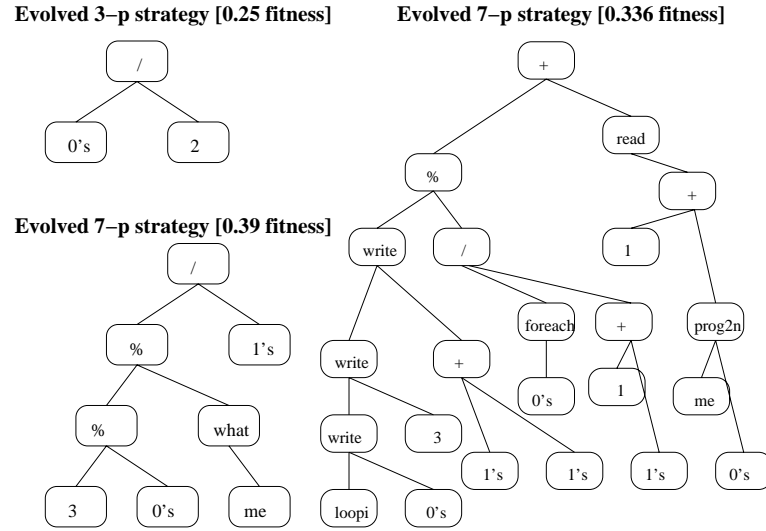 Evolved 3−p strategy [0.25 fitness]
/
0's 2
Evolved 7−p strategy [0.39 fitness]
/
% 1's
% what
3 0's me
Evolved 7−p strategy [0.336 fitness]
+
read
%
+
write / 1
foreach + prog2n
write + 1 me
0's
write 3
1's 1's 1's 0's
loopi 0's